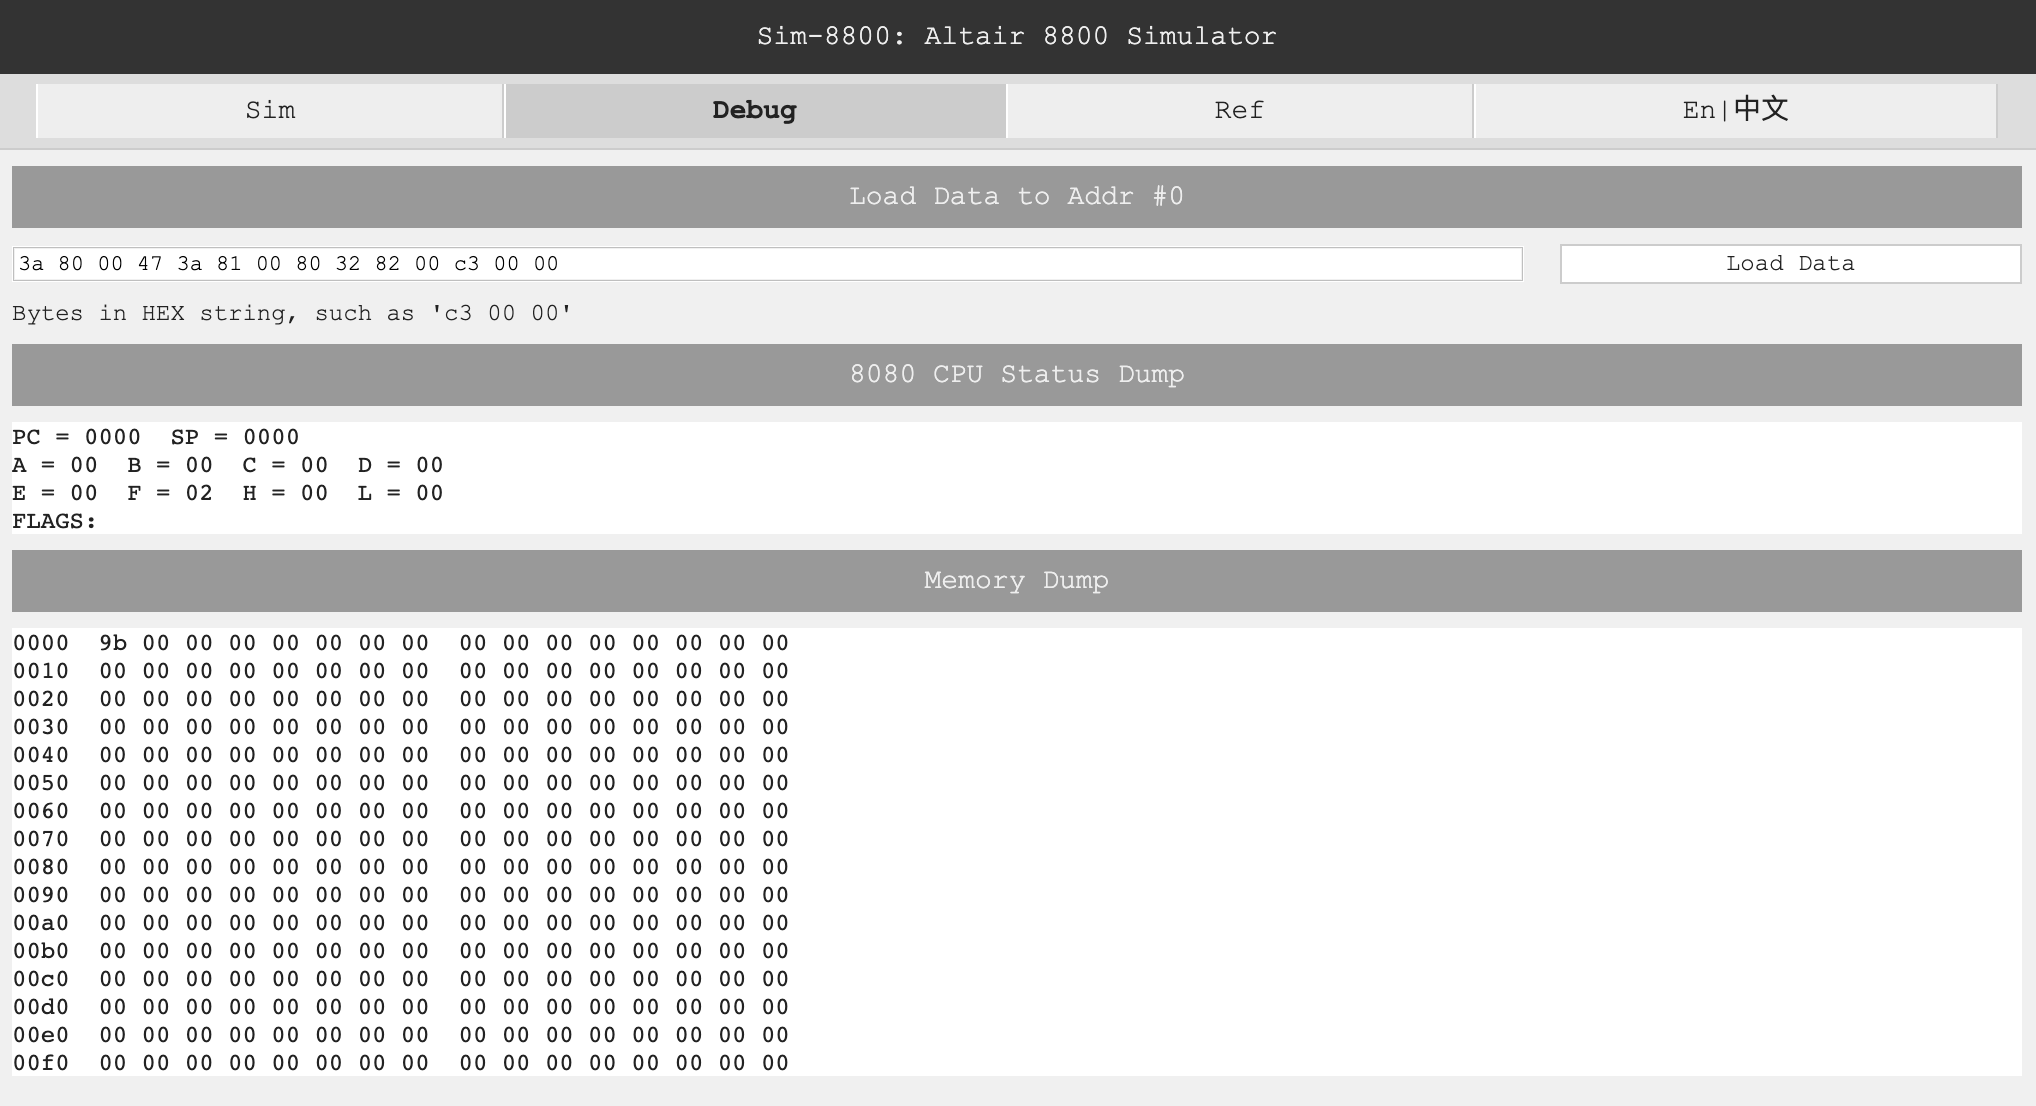 Sim-8800: Altair 8800 Simulator
Sim Debug Ref En|中文
Load Data to Addr #0
3a 80 00 47 3a 81 00 80 32 82 00 c3 00 00 Load Data
Bytes in HEX string, such as 'c3 00 00'
8080 CPU Status Dump
PC = 0000  SP = 0000
A = 00  B = 00  C = 00  D = 00
E = 00  F = 02  H = 00  L = 00
FLAGS:
Memory Dump
0000  9b 00 00 00 00 00 00 00  00 00 00 00 00 00 00 00
0010  00 00 00 00 00 00 00 00  00 00 00 00 00 00 00 00
0020  00 00 00 00 00 00 00 00  00 00 00 00 00 00 00 00
0030  00 00 00 00 00 00 00 00  00 00 00 00 00 00 00 00
0040  00 00 00 00 00 00 00 00  00 00 00 00 00 00 00 00
0050  00 00 00 00 00 00 00 00  00 00 00 00 00 00 00 00
0060  00 00 00 00 00 00 00 00  00 00 00 00 00 00 00 00
0070  00 00 00 00 00 00 00 00  00 00 00 00 00 00 00 00
0080  00 00 00 00 00 00 00 00  00 00 00 00 00 00 00 00
0090  00 00 00 00 00 00 00 00  00 00 00 00 00 00 00 00
00a0  00 00 00 00 00 00 00 00  00 00 00 00 00 00 00 00
00b0  00 00 00 00 00 00 00 00  00 00 00 00 00 00 00 00
00c0  00 00 00 00 00 00 00 00  00 00 00 00 00 00 00 00
00d0  00 00 00 00 00 00 00 00  00 00 00 00 00 00 00 00
00e0  00 00 00 00 00 00 00 00  00 00 00 00 00 00 00 00
00f0  00 00 00 00 00 00 00 00  00 00 00 00 00 00 00 00